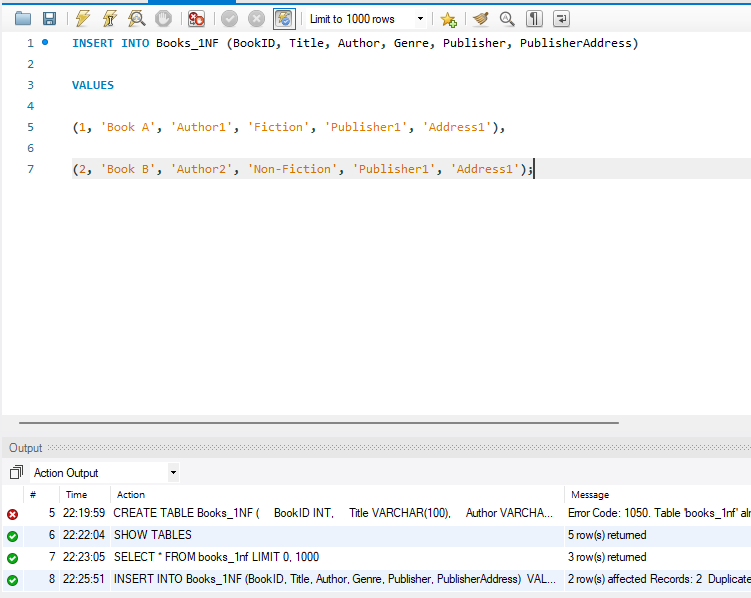 Limit to 1000 rows
1 INSERT INTO Books_1NF (BookID, Title, Author, Genre, Publisher, PublisherAddress)
2
3 VALUES
4
5 (1, 'Book A', 'Author1', 'Fiction', 'Publisher1', 'Address1'),
6
7 (2, 'Book B', 'Author2', 'Non-Fiction', 'Publisher1', 'Address1');
Output
Action Output
# Time Action Message
5 22:19:59 CREATE TABLE Books_1NF ( BookID INT, Title VARCHAR(100), Author VARCHA... Error Code: 1050. Table 'books_1nf' alr
6 22:22:04 SHOW TABLES 5 row(s) returned
7 22:23:05 SELECT * FROM books_1nf LIMIT 0, 1000 3 row(s) returned
8 22:25:51 INSERT INTO Books_1NF (BookID, Title, Author, Genre, Publisher, PublisherAddress) VAL... 2 row(s) affected Records: 2 Duplicate